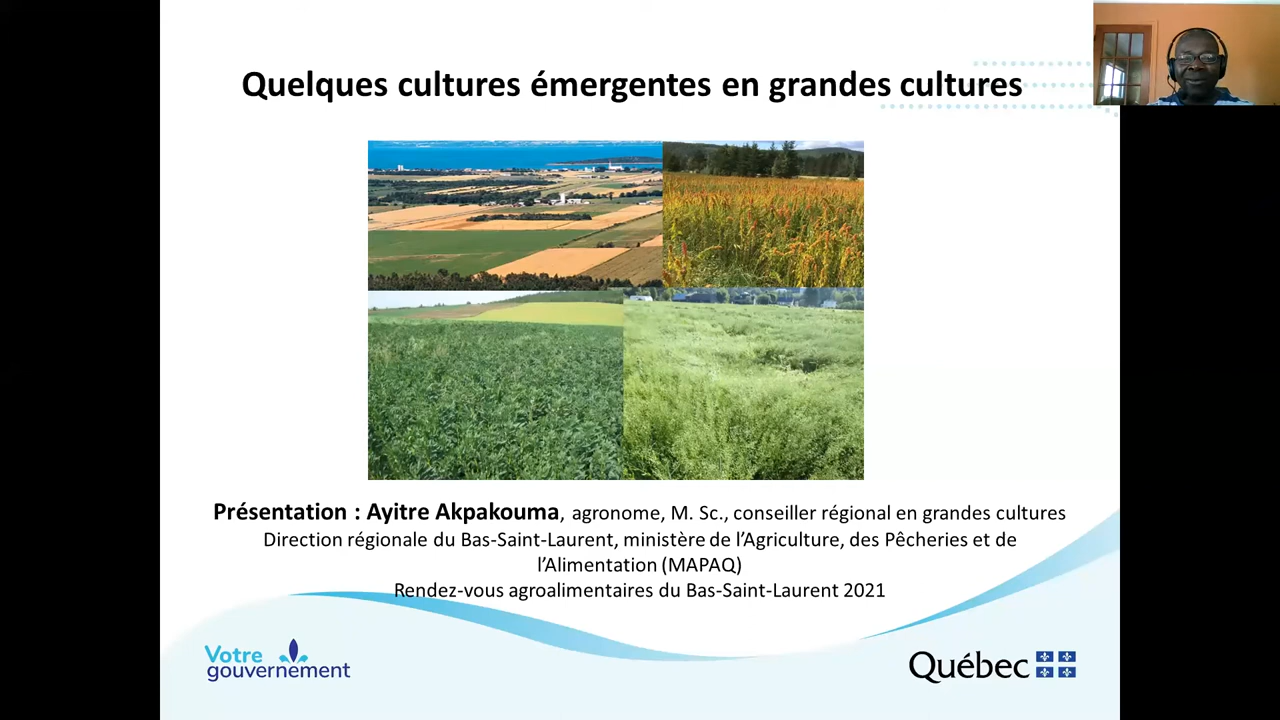 Quelques cultures émergentes en grandes cultures
Présentation : Ayitre Akpakouma, agronome, M. Sc., conseiller régional en grandes cultures
Direction régionale du Bas-Saint-Laurent, ministère de l’Agriculture, des Pêcheries et de
l’Alimentation (MAPAQ)
Rendez-vous agroalimentaires du Bas-Saint-Laurent 2021
Votre
gouvernement
Québec